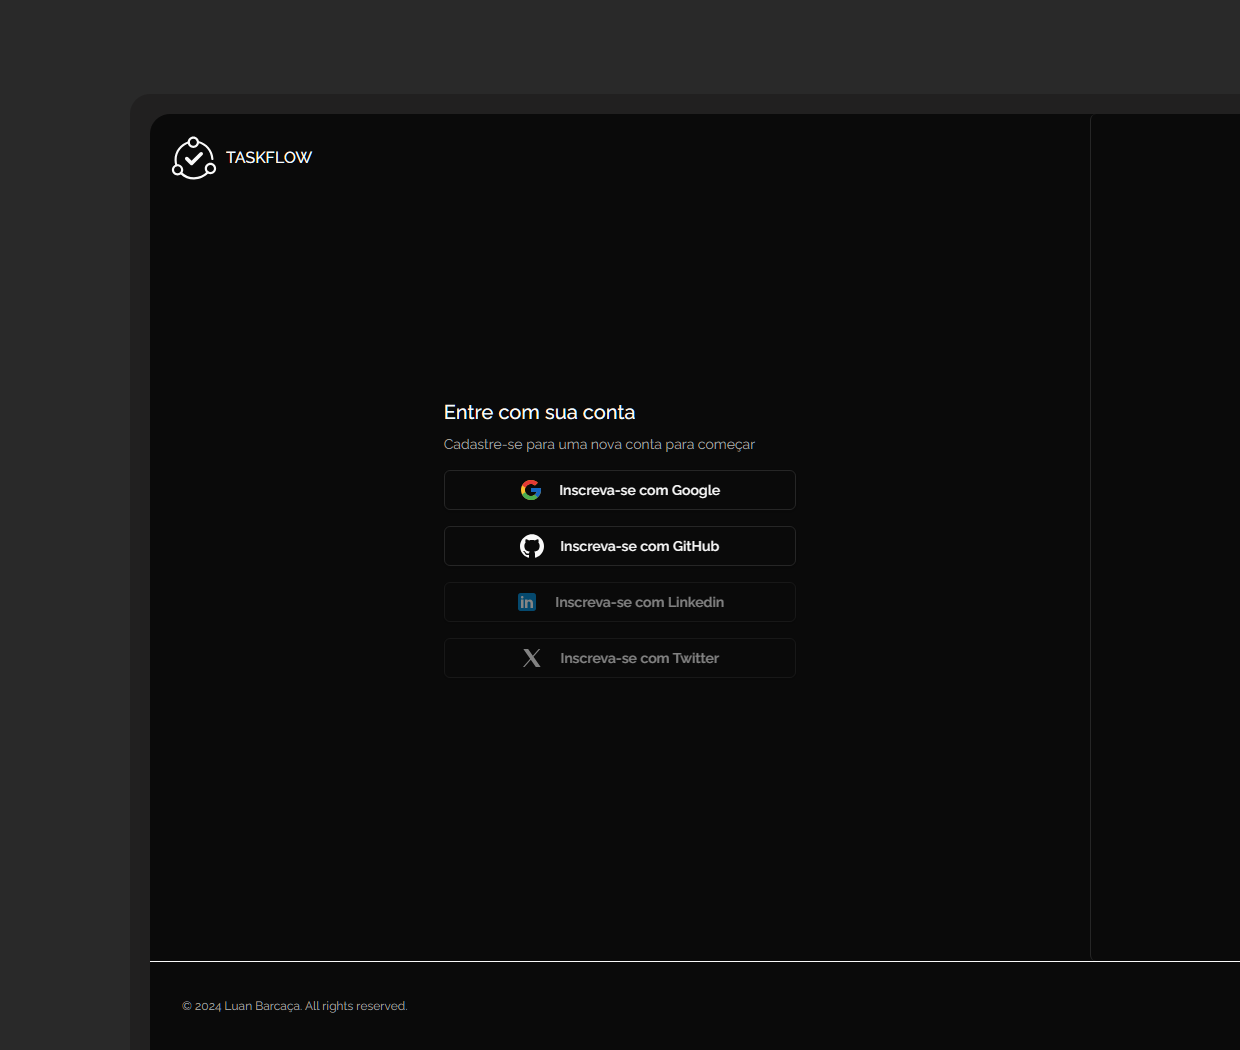 TASKFLOW
Entre com sua conta
Cadastre-se para uma nova conta para começar
Inscreva-se com Google
Inscreva-se com GitHub
Inscreva-se com Linkedin
Inscreva-se com Twitter
© 2024 Luan Barcaça. All rights reserved.